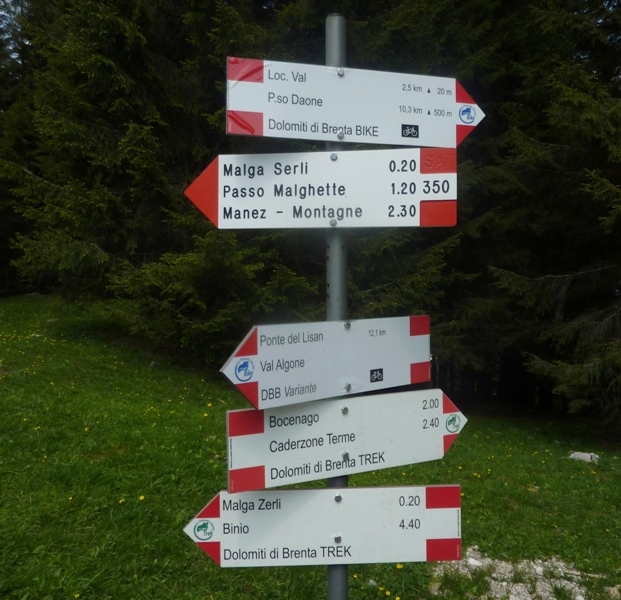 Loc. Val 2,5 km ▲ 20 m
P.so Daone 10,3 km ▲ 500 m
Dolomiti di Brenta BIKE
Malga Serli 0.20 SAT
Passo Malghette 1.20 350
Manez - Montagne 2.30
Ponte del Lisan 12,1 km
Val Algone
DBB Variante
Bocenago 2.00
Caderzone Terme 2.40
Dolomiti di Brenta TREK
Malga Zerli 0.20
Binio 4.40
Dolomiti di Brenta TREK